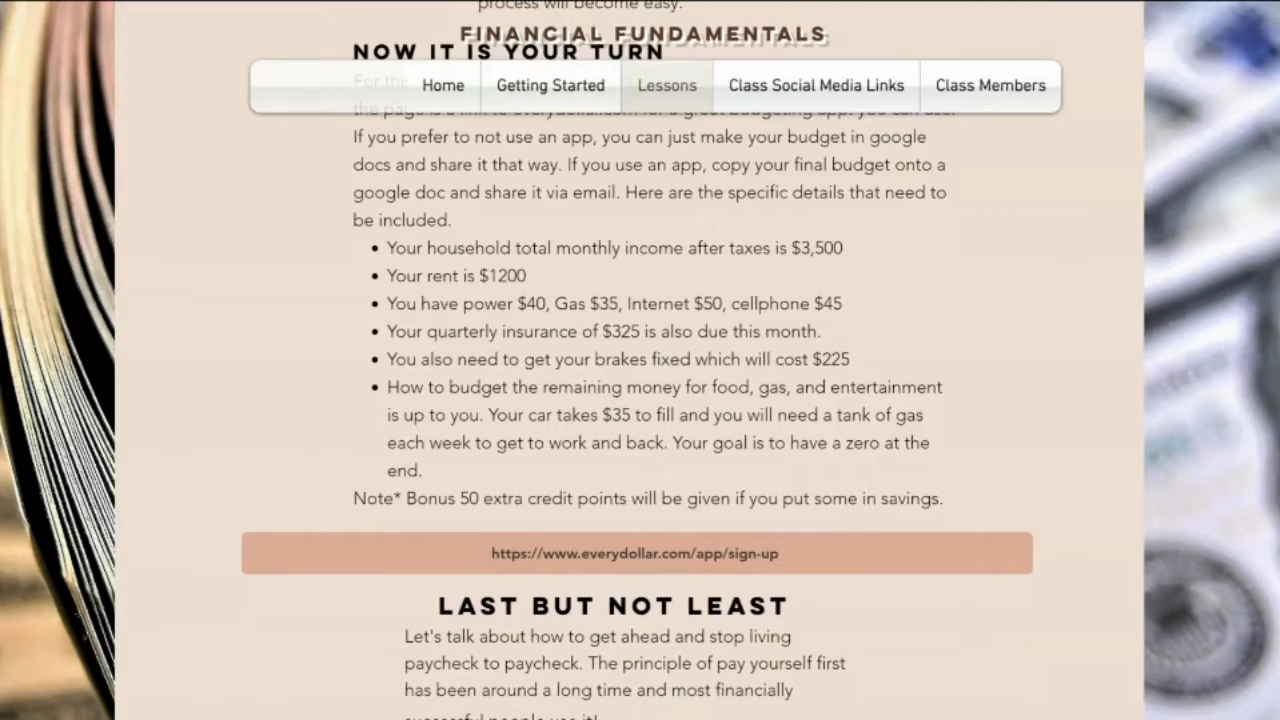 process will become easy.
FINANCIAL FUNDAMENTALS
NOW IT IS YOUR TURN
For the
Home Getting Started Lessons Class Social Media Links Class Members
If you prefer to not use an app, you can just make your budget in google
docs and share it that way. If you use an app, copy your final budget onto a
google doc and share it via email. Here are the specific details that need to
be included.
• Your household total monthly income after taxes is $3,500
• Your rent is $1200
• You have power $40, Gas $35, Internet $50, cellphone $45
• Your quarterly insurance of $325 is also due this month.
• You also need to get your brakes fixed which will cost $225
• How to budget the remaining money for food, gas, and entertainment
is up to you. Your car takes $35 to fill and you will need a tank of gas
each week to get to work and back. Your goal is to have a zero at the
end.
Note* Bonus 50 extra credit points will be given if you put some in savings.
https://www.everydollar.com/app/sign-up
LAST BUT NOT LEAST
Let's talk about how to get ahead and stop living
paycheck to paycheck. The principle of pay yourself first
has been around a long time and most financially
successful people use it!